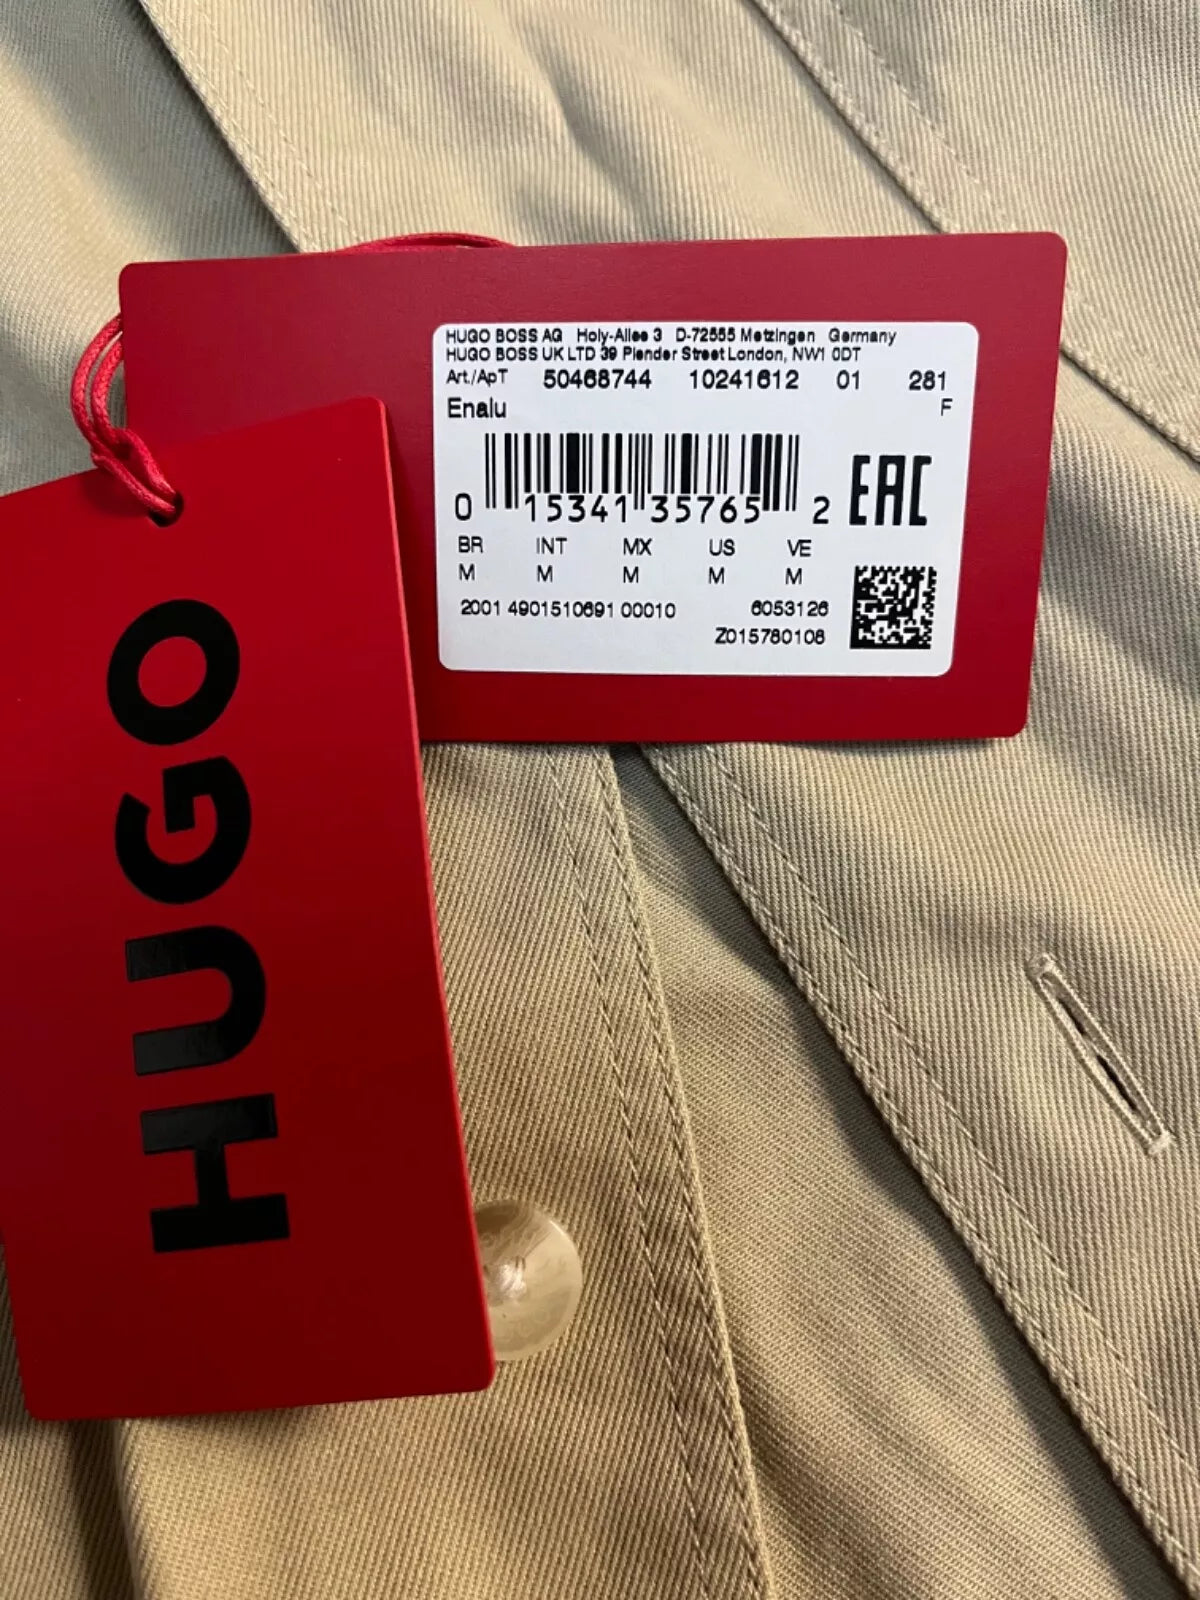 HUGO BOSS AG Holy-Allee 3 D-72555 Metzingen Germany
HUGO BOSS UK LTD 39 Plender Street London, NW1 0DT
Art./ApT 50468744 10241612 01 281
Enalu F
0 15341 35765 2
EAC
BR INT MX US VE
M M M M M
2001 4901510691 00010 6053126
Z015780106
HUGO